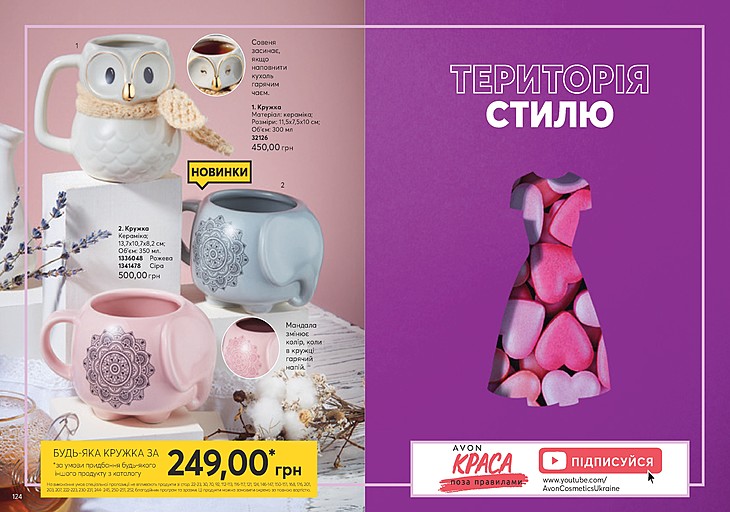 1
Совеня
засинає,
якщо
наповнити
кухоль
гарячим
чаєм.
1. Кружка
Матеріал: кераміка;
Розміри: 11,5х7,5х10 см;
Об'єм: 300 мл
32126
450,00 грн
НОВИНКИ
2
2. Кружка
Кераміка;
13,7х10,7х8,2 см;
Об'єм: 350 мл.
1336048 Рожева
1341478 Сіра
500,00 грн
Мандала
змінює
колір, коли
в кружці
гарячий
напій.
БУДЬ-ЯКА КРУЖКА ЗА
*за умови придбання будь-якого
іншого продукту з каталогу
249,00* грн
124
ТЕРИТОРІЯ
СТИЛЮ
AVON
КРАСА
поза правилами
ПІДПИСУЙСЯ
www.youtube.com/
AvonCosmeticsUkraine